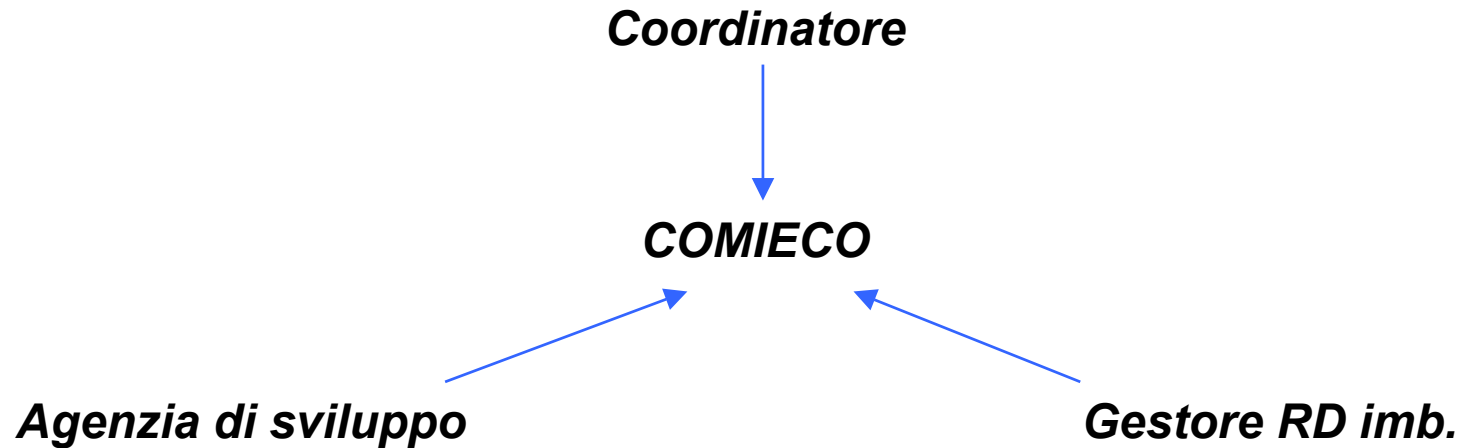 Coordinatore
COMIECO
Agenzia di sviluppo
Gestore RD imb.